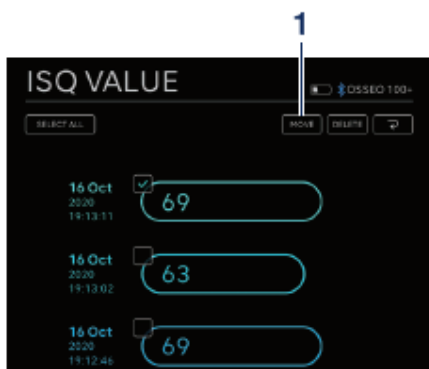 1
ISQ VALUE
OSSEO 100+
SELECT ALL
MOVE DELETE
16 Oct
2020
19:13:11
69
16 Oct
2020
19:13:02
63
16 Oct
2020
19:12:46
69